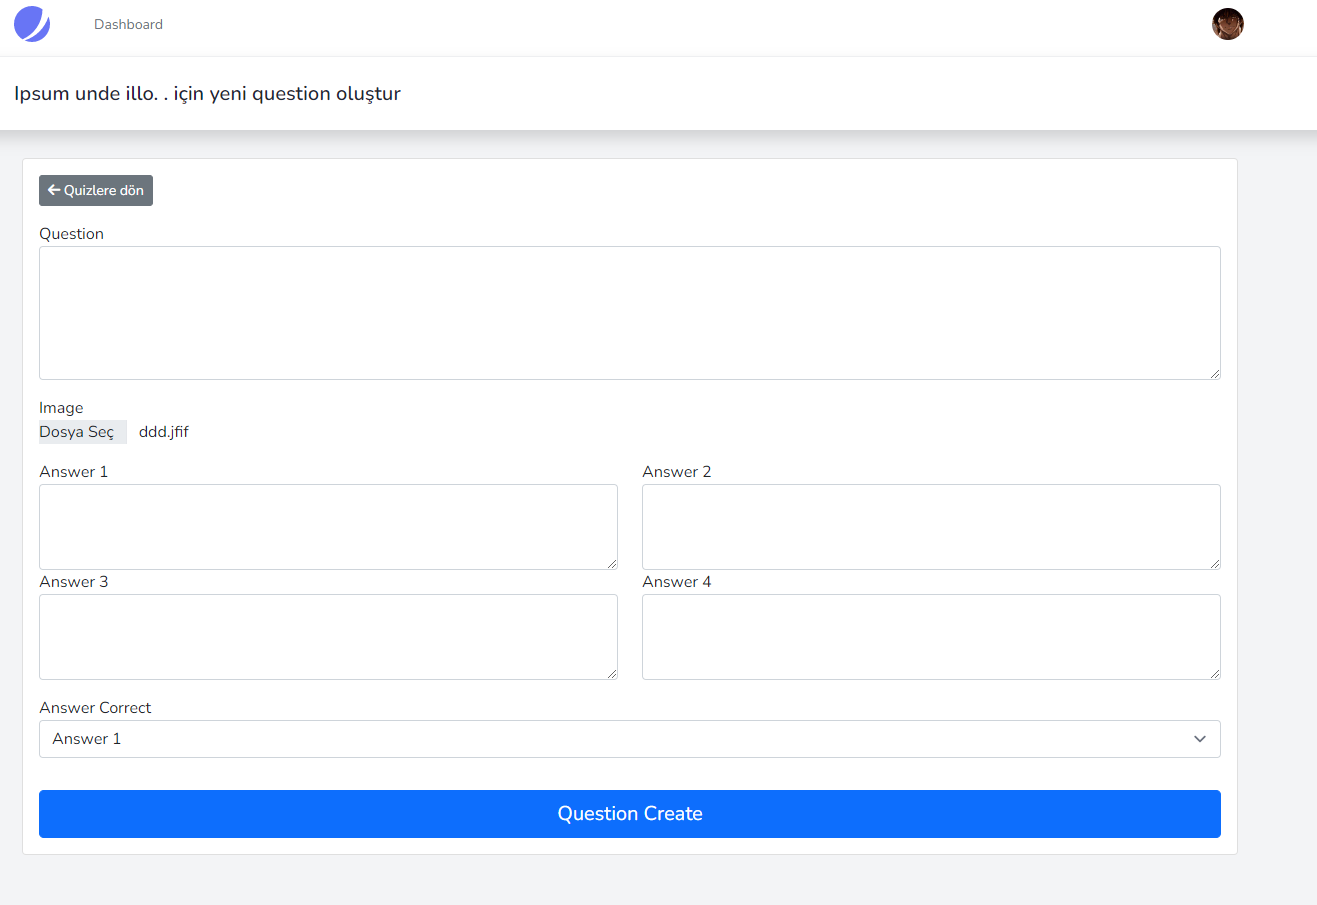 Dashboard
Ipsum unde illo. . için yeni question oluştur
Quizlere dön
Question
Image
Dosya Seç ddd.jfif
Answer 1 Answer 2
Answer 3 Answer 4
Answer Correct
Answer 1
Question Create